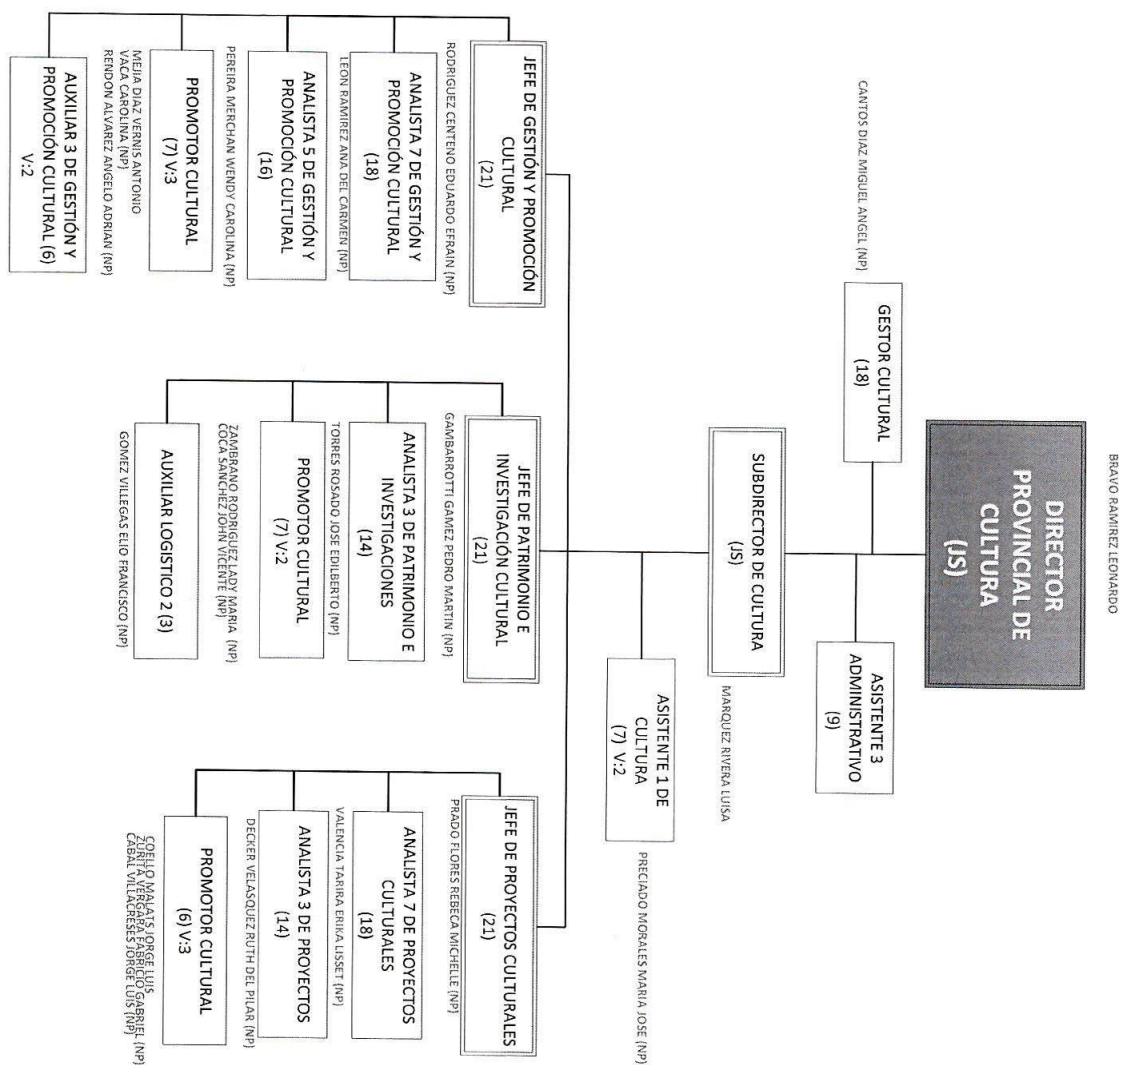 BRAVO RAMIREZ LEONARDO
DIRECTOR
PROVINCIAL DE
CULTURA
(JS)
GESTOR CULTURAL
(18)
CANTOS DIAZ MIGUEL ANGEL (NP)
ASISTENTE 3
ADMINISTRATIVO
(9)
SUBDIRECTOR DE CULTURA
(JS)
MARQUEZ RIVERA LUISA
ASISTENTE 1 DE
CULTURA
(7) V:2
PRECIADO MORALES MARIA JOSE (NP)
JEFE DE GESTIÓN Y PROMOCIÓN
CULTURAL
(21)
RODRIGUEZ CENTENO EDUARDO EFRAIN (NP)
ANALISTA 7 DE GESTIÓN Y
PROMOCIÓN CULTURAL
(18)
LEON RAMIREZ ANA DEL CARMEN (NP)
ANALISTA 5 DE GESTIÓN Y
PROMOCIÓN CULTURAL
(16)
PEREIRA MERCHAN WENDY CAROLINA (NP)
PROMOTOR CULTURAL
(7) V:3
MEJIA DIAZ VERNIS ANTONIO
VACA CAROLINA (NP)
RENDON ALVAREZ ANGELO ADRIAN (NP)
AUXILIAR 3 DE GESTIÓN Y
PROMOCIÓN CULTURAL (6)
V:2
JEFE DE PATRIMONIO E
INVESTIGACIÓN CULTURAL
(21)
GAMBARROTTI GAMEZ PEDRO MARTIN (NP)
ANALISTA 3 DE PATRIMONIO E
INVESTIGACIONES
(14)
TORRES ROSADO JOSE EDILBERTO (NP)
PROMOTOR CULTURAL
(7) V:2
ZAMBRANO RODRIGUEZ LADY MARIA (NP)
COCA SANCHEZ JOHN VICENTE (NP)
AUXILIAR LOGISTICO 2 (3)
GOMEZ VILLEGAS ELIO FRANCISCO (NP)
JEFE DE PROYECTOS CULTURALES
(21)
PRADO FLORES REBECA MICHELLE (NP)
ANALISTA 7 DE PROYECTOS
CULTURALES
(18)
VALENCIA TARIRA ERIKA LISSET (NP)
ANALISTA 3 DE PROYECTOS
(14)
DECKER VELASQUEZ RUTH DEL PILAR (NP)
PROMOTOR CULTURAL
(6) V:3
COELLO MALATS JORGE LUIS
ZURITA VERGARA FABRICIO GABRIEL (NP)
CABAL VILLACRESES JORGE LUIS (NP)